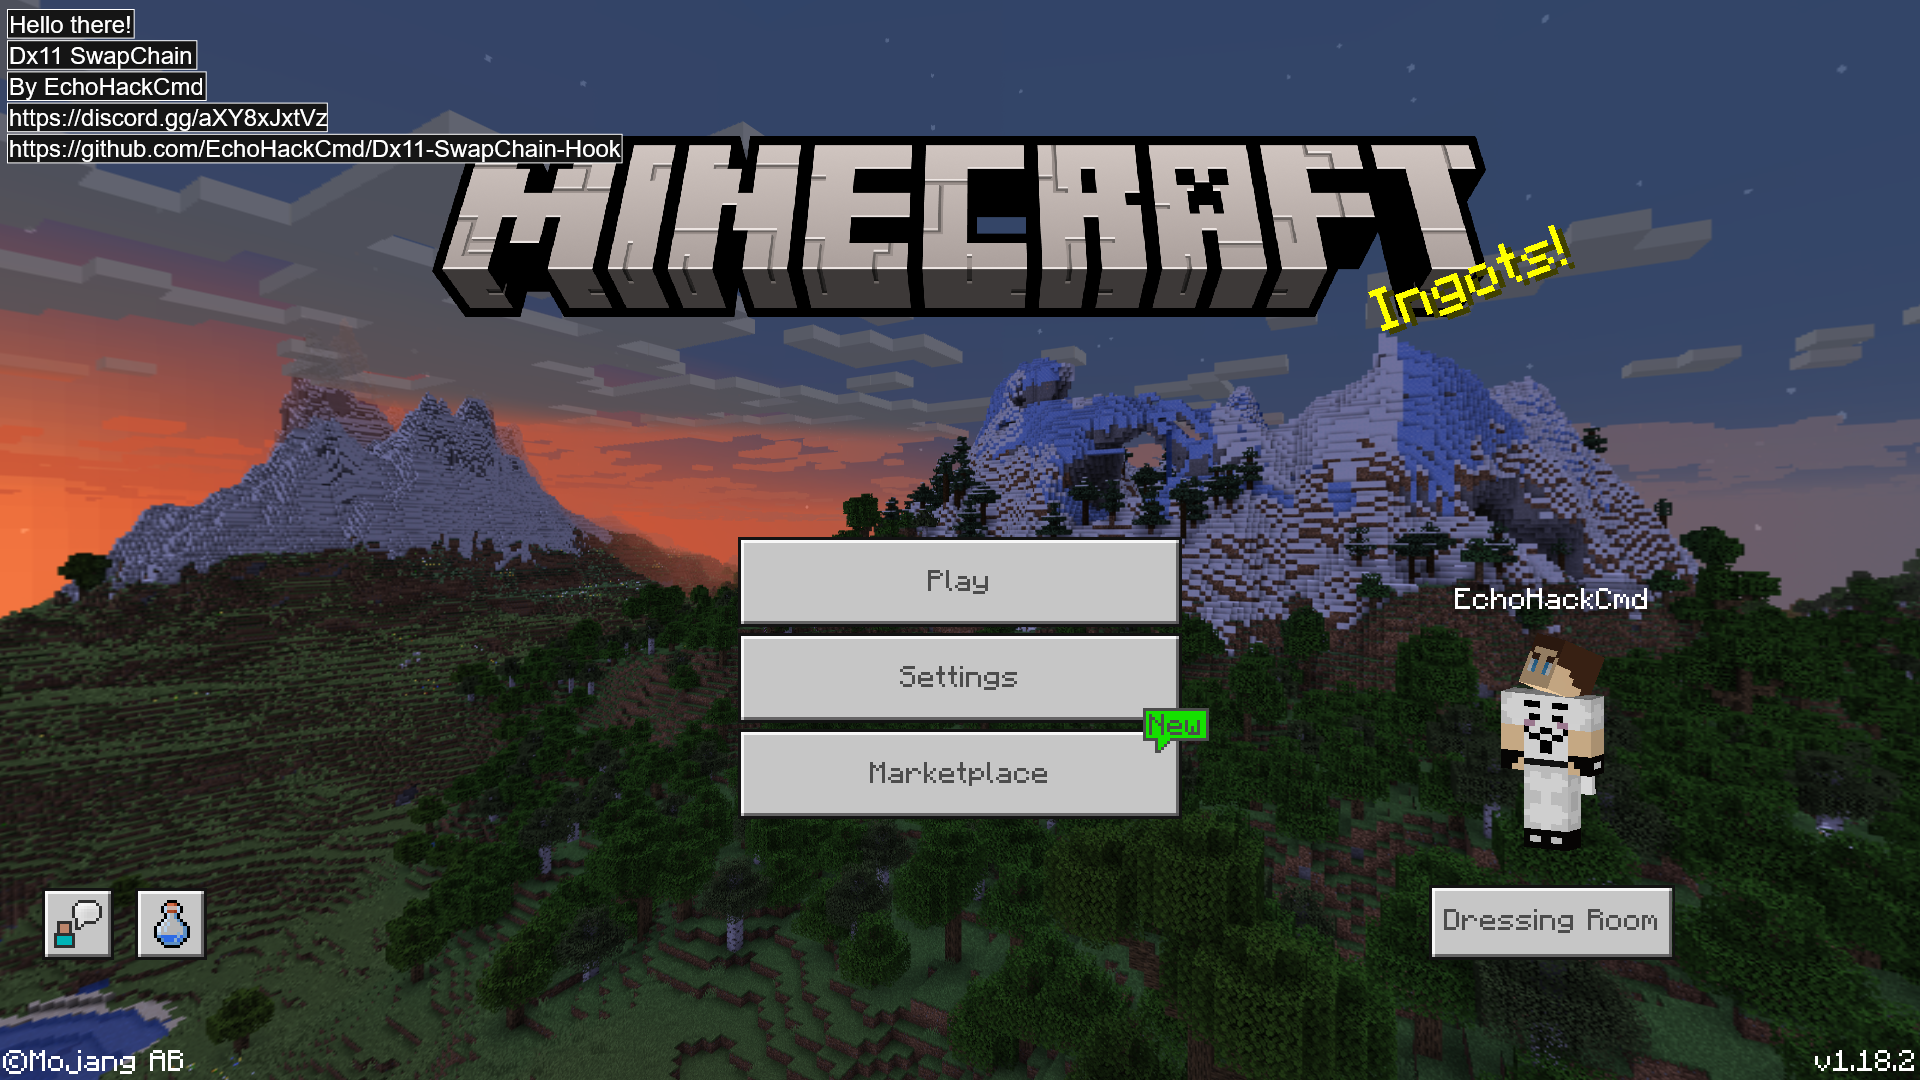 Hello there!
Dx11 SwapChain
By EchoHackCmd
https://discord.gg/aXY8xJxtVz
https://github.com/EchoHackCmd/Dx11-SwapChain-Hook
MINECRAFT
Ingots!
Play
EchoHackCmd
Settings
New
Marketplace
Dressing Room
©Mojang AB
v1.18.2